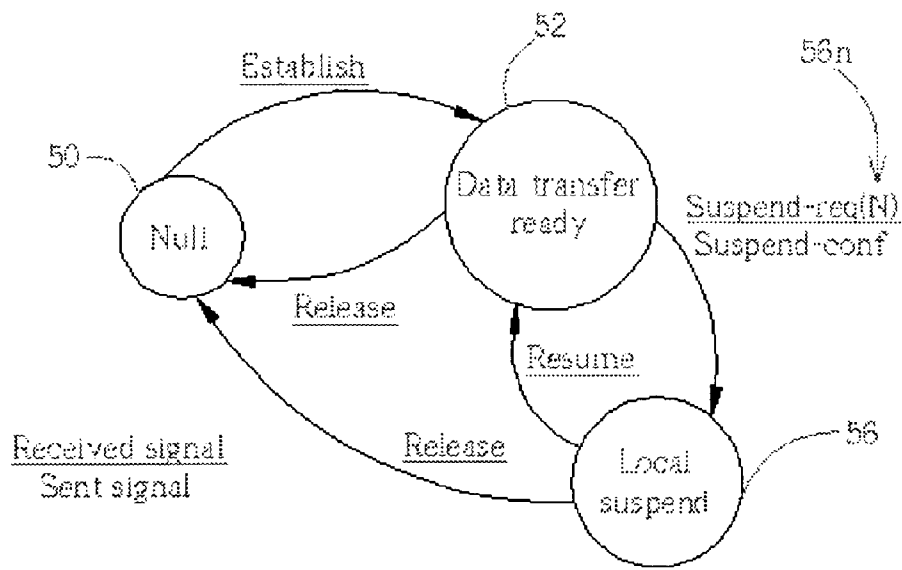 52
56n
Establish
50
Data transfer
ready
Suspend-req(N)
Suspend-conf
Null
Release
Resume
Received signal
Sent signal
Release
Local
suspend
56